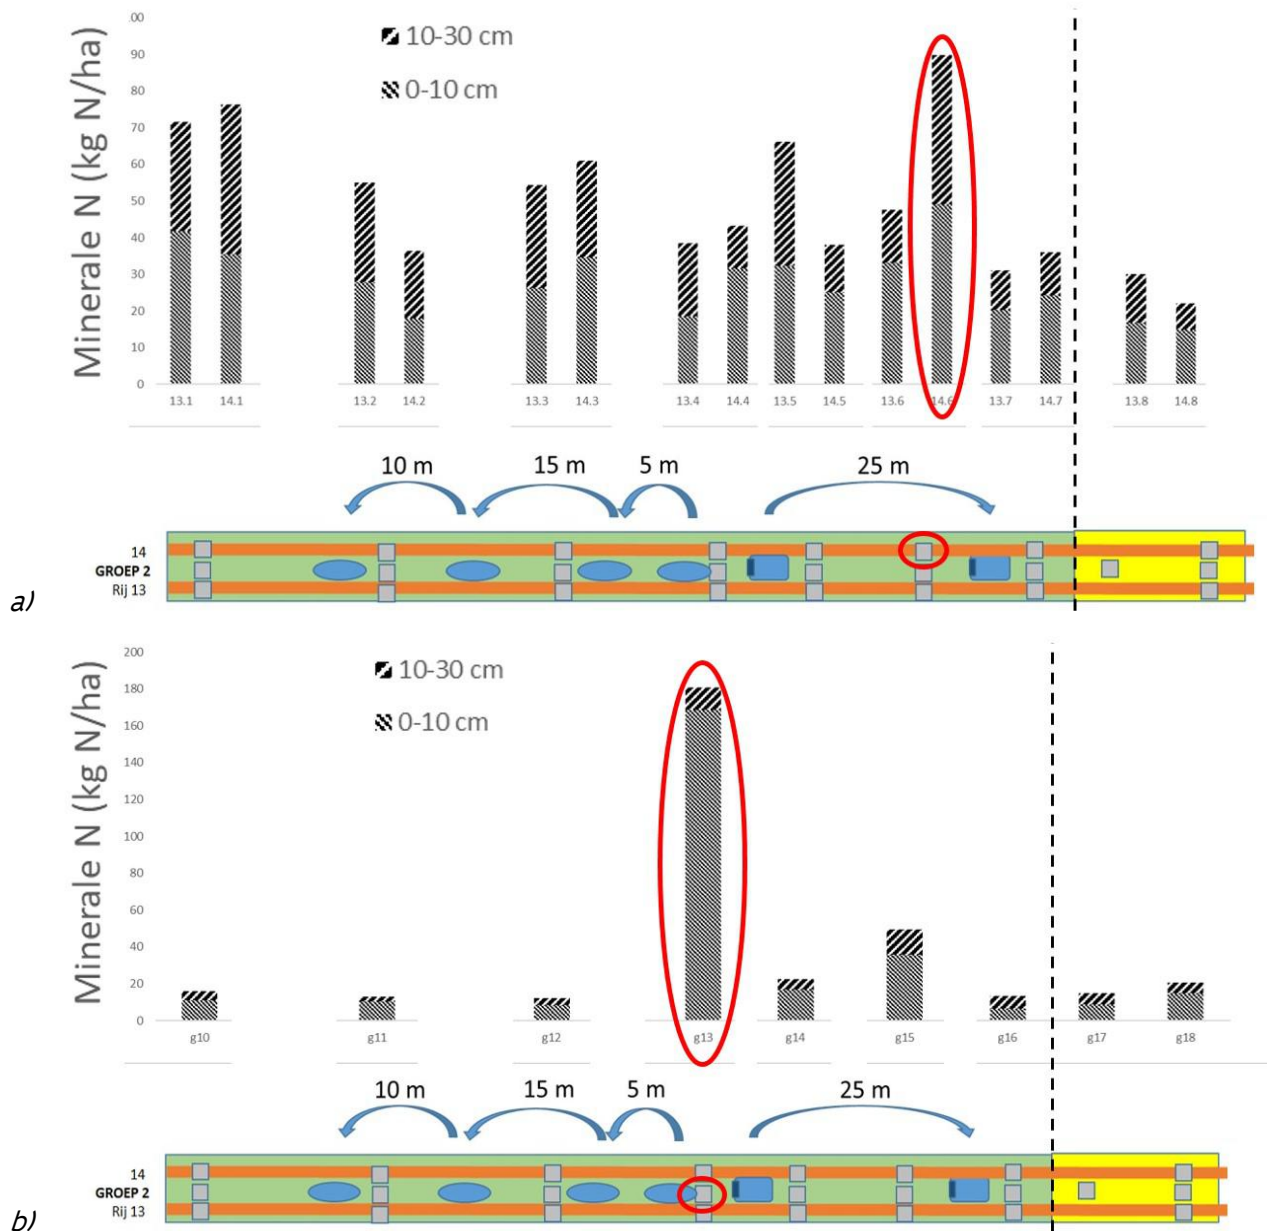 00
90
80
70
60
50
40
30
20
10
0
Minerale N (kg N/ha)
10-30 cm
0-10 cm
13.1 14.1 13.2 14.2 13.3 14.3 13.4 14.4 13.5 14.5 13.6 14.6 13.7 14.7 13.8 14.8
10 m 15 m 5 m 25 m
14
GROEP 2
Rij 13
a)
200
180
160
140
120
100
80
60
40
20
0
Minerale N (kg N/ha)
10-30 cm
0-10 cm
g10 g11 g12 g13 g14 g15 g16 g17 g18
10 m 15 m 5 m 25 m
14
GROEP 2
Rij 13
b)